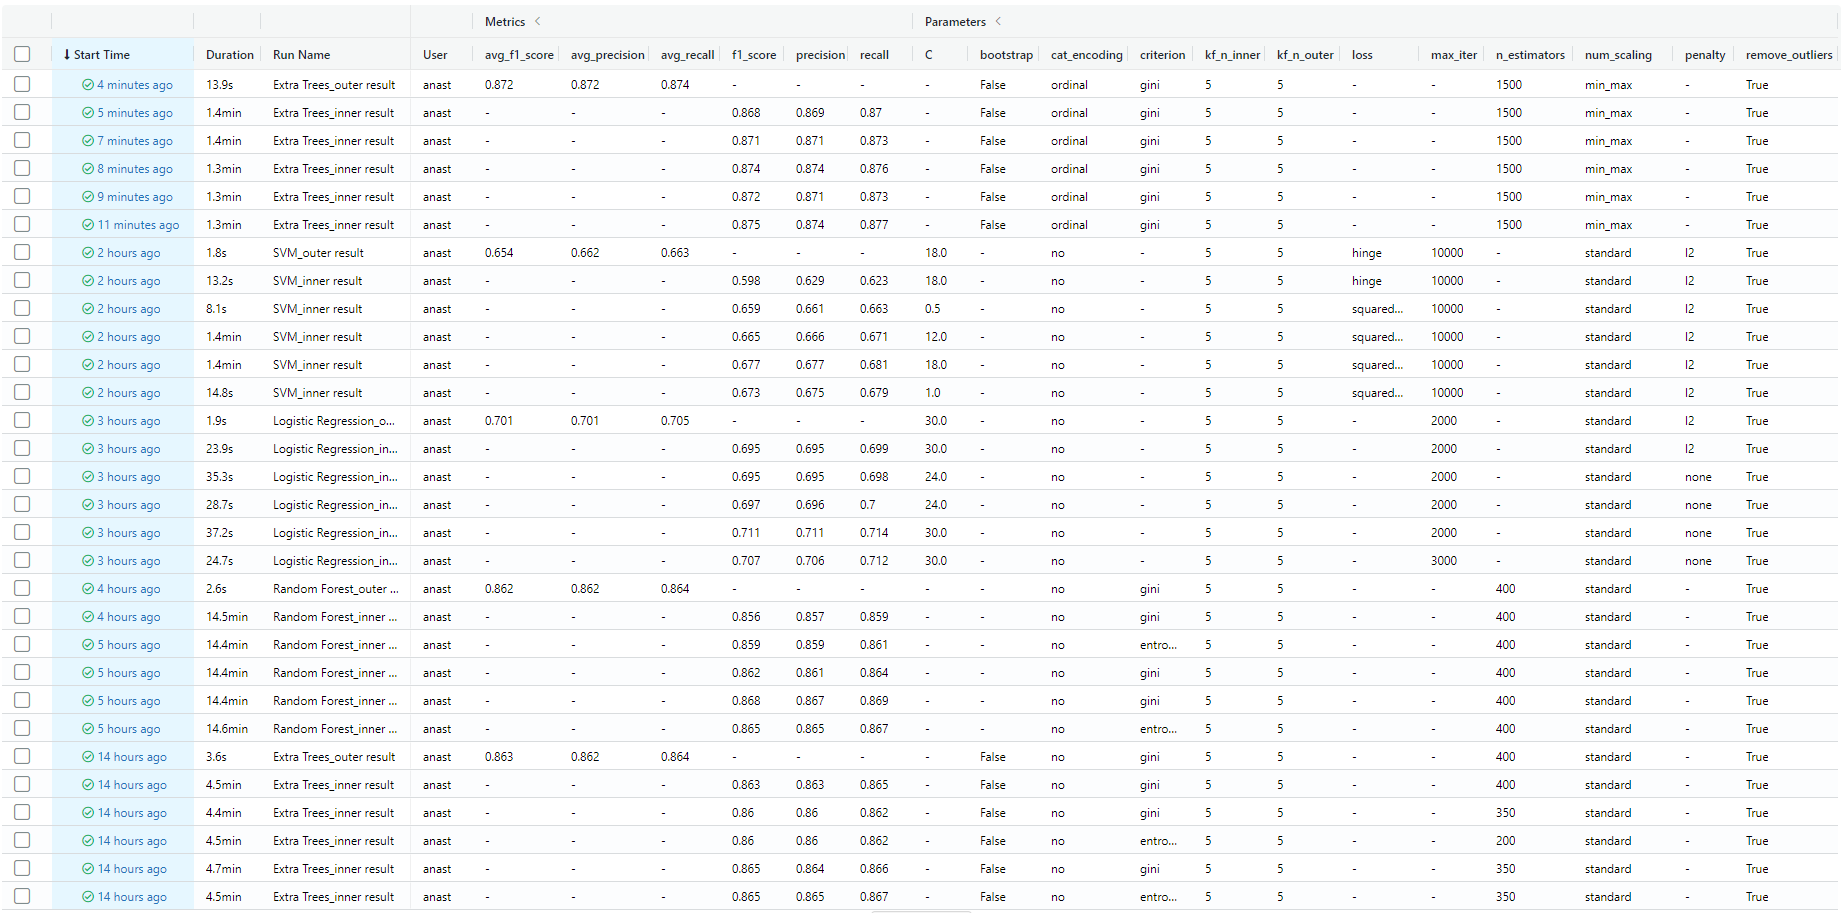 Metrics Parameters
Start Time Duration Run Name User avg_f1_score avg_precision avg_recall f1_score precision recall C bootstrap cat_encoding criterion kf_n_inner kf_n_outer loss max_iter n_estimators num_scaling penalty remove_outliers
4 minutes ago 13.9s Extra Trees_outer result anast 0.872 0.872 0.874 - - - - False ordinal gini 5 5 - - 1500 min_max - True
5 minutes ago 1.4min Extra Trees_inner result anast - - - 0.868 0.869 0.87 - False ordinal gini 5 5 - - 1500 min_max - True
7 minutes ago 1.4min Extra Trees_inner result anast - - - 0.871 0.871 0.873 - False ordinal gini 5 5 - - 1500 min_max - True
8 minutes ago 1.3min Extra Trees_inner result anast - - - 0.874 0.874 0.876 - False ordinal gini 5 5 - - 1500 min_max - True
9 minutes ago 1.3min Extra Trees_inner result anast - - - 0.872 0.871 0.873 - False ordinal gini 5 5 - - 1500 min_max - True
11 minutes ago 1.3min Extra Trees_inner result anast - - - 0.875 0.874 0.877 - False ordinal gini 5 5 - - 1500 min_max - True
2 hours ago 1.8s SVM_outer result anast 0.654 0.662 0.663 - - - 18.0 - no - 5 5 hinge 10000 - standard l2 True
2 hours ago 13.2s SVM_inner result anast - - - 0.598 0.629 0.623 18.0 - no - 5 5 hinge 10000 - standard l2 True
2 hours ago 8.1s SVM_inner result anast - - - 0.659 0.661 0.663 0.5 - no - 5 5 squared... 10000 - standard l2 True
2 hours ago 1.4min SVM_inner result anast - - - 0.665 0.666 0.671 12.0 - no - 5 5 squared... 10000 - standard l2 True
2 hours ago 1.4min SVM_inner result anast - - - 0.677 0.677 0.681 18.0 - no - 5 5 squared... 10000 - standard l2 True
2 hours ago 14.8s SVM_inner result anast - - - 0.673 0.675 0.679 1.0 - no - 5 5 squared... 10000 - standard l2 True
3 hours ago 1.9s Logistic Regression_o... anast 0.701 0.701 0.705 - - - 30.0 - no - 5 5 - 2000 - standard l2 True
3 hours ago 23.9s Logistic Regression_in... anast - - - 0.695 0.695 0.699 30.0 - no - 5 5 - 2000 - standard l2 True
3 hours ago 35.3s Logistic Regression_in... anast - - - 0.695 0.695 0.698 24.0 - no - 5 5 - 2000 - standard none True
3 hours ago 28.7s Logistic Regression_in... anast - - - 0.697 0.696 0.7 24.0 - no - 5 5 - 2000 - standard none True
3 hours ago 37.2s Logistic Regression_in... anast - - - 0.711 0.711 0.714 30.0 - no - 5 5 - 2000 - standard none True
3 hours ago 24.7s Logistic Regression_in... anast - - - 0.707 0.706 0.712 30.0 - no - 5 5 - 3000 - standard none True
4 hours ago 2.6s Random Forest_outer ... anast 0.862 0.862 0.864 - - - - - no gini 5 5 - - 400 standard - True
4 hours ago 14.5min Random Forest_inner ... anast - - - 0.856 0.857 0.859 - - no gini 5 5 - - 400 standard - True
5 hours ago 14.4min Random Forest_inner ... anast - - - 0.859 0.859 0.861 - - no entro... 5 5 - - 400 standard - True
5 hours ago 14.4min Random Forest_inner ... anast - - - 0.862 0.861 0.864 - - no gini 5 5 - - 400 standard - True
5 hours ago 14.4min Random Forest_inner ... anast - - - 0.868 0.867 0.869 - - no gini 5 5 - - 400 standard - True
5 hours ago 14.6min Random Forest_inner ... anast - - - 0.865 0.865 0.867 - - no entro... 5 5 - - 400 standard - True
14 hours ago 3.6s Extra Trees_outer result anast 0.863 0.862 0.864 - - - - False no gini 5 5 - - 400 standard - True
14 hours ago 4.5min Extra Trees_inner result anast - - - 0.863 0.863 0.865 - False no gini 5 5 - - 400 standard - True
14 hours ago 4.4min Extra Trees_inner result anast - - - 0.86 0.86 0.862 - False no gini 5 5 - - 350 standard - True
14 hours ago 4.5min Extra Trees_inner result anast - - - 0.86 0.86 0.862 - False no entro... 5 5 - - 200 standard - True
14 hours ago 4.7min Extra Trees_inner result anast - - - 0.865 0.864 0.866 - False no gini 5 5 - - 350 standard - True
14 hours ago 4.5min Extra Trees_inner result anast - - - 0.865 0.865 0.867 - False no entro... 5 5 - - 350 standard - True